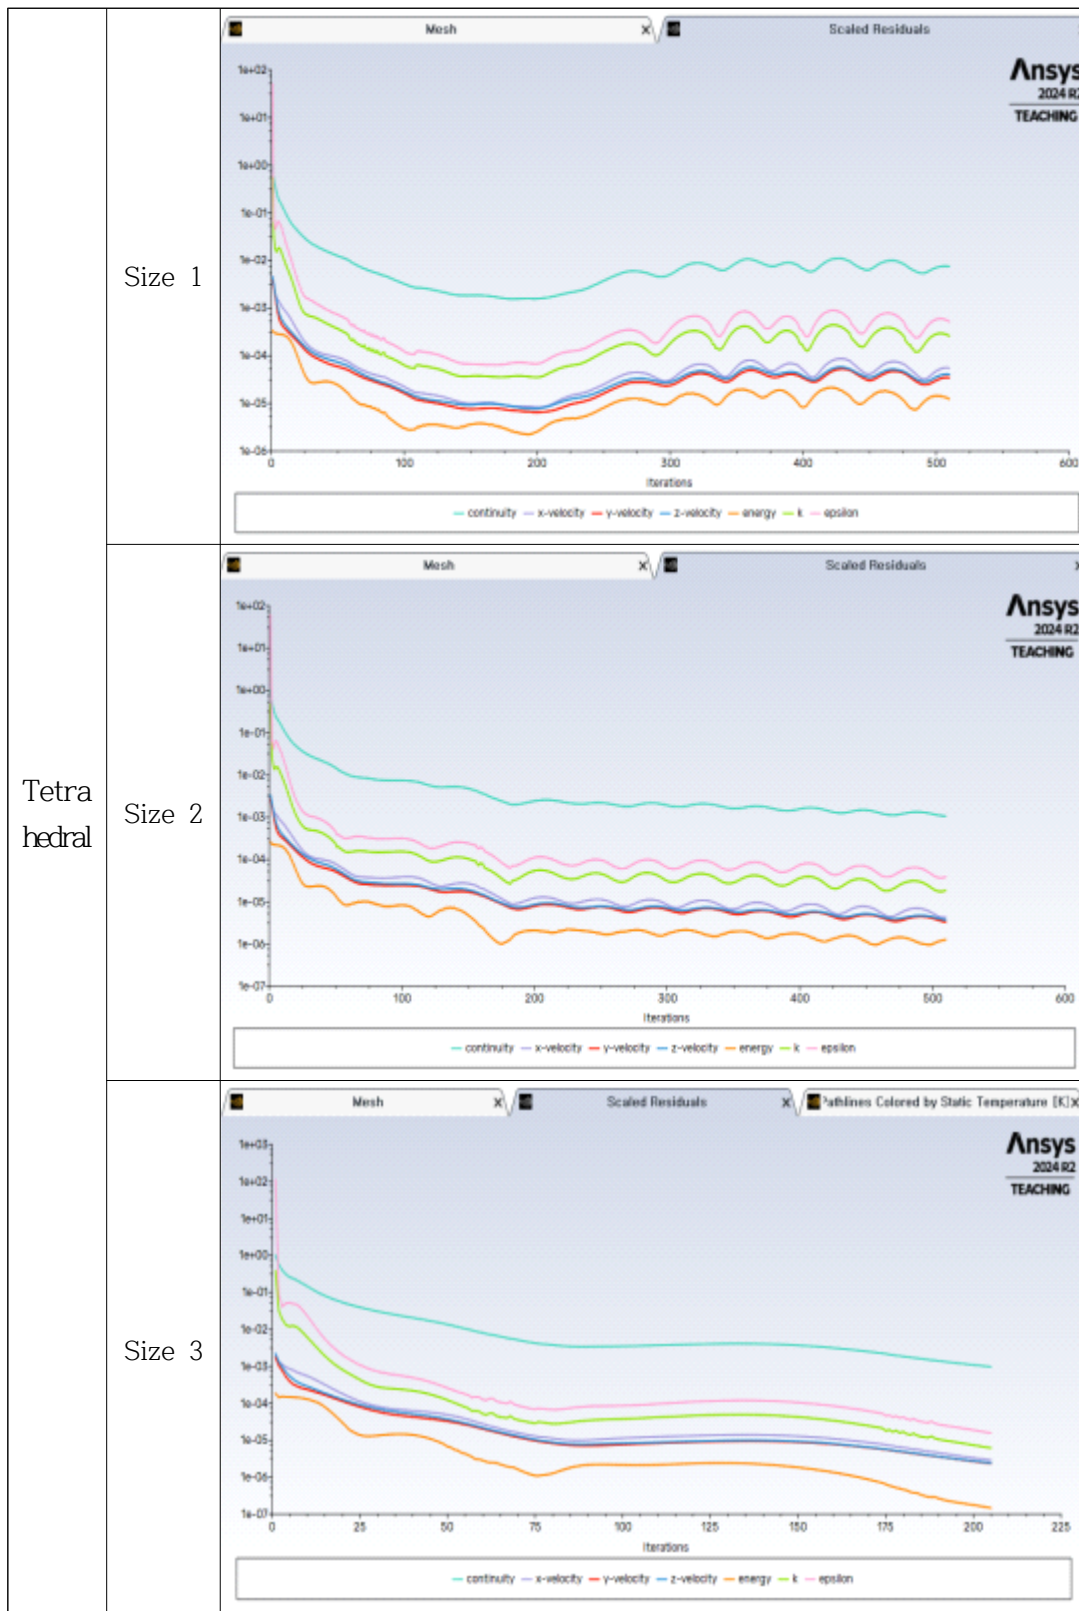 Tetra
hedral
Size 1
Mesh
Scaled Residuals
Ansys
2024 R2
TEACHING
1e+02
1e+01
1e+00
1e-01
1e-02
1e-03
1e-04
1e-05
1e-06
0 100 200 300 400 500 600
Iterations
continuity x-velocity y-velocity z-velocity energy k epsilon
Size 2
Mesh
Scaled Residuals
Ansys
2024 R2
TEACHING
1e+02
1e+01
1e+00
1e-01
1e-02
1e-03
1e-04
1e-05
1e-06
1e-07
0 100 200 300 400 500 600
Iterations
continuity x-velocity y-velocity z-velocity energy k epsilon
Size 3
Mesh
Scaled Residuals
Pathlines Colored by Static Temperature [K]
Ansys
2024 R2
TEACHING
1e+03
1e+02
1e+01
1e+00
1e-01
1e-02
1e-03
1e-04
1e-05
1e-06
1e-07
0 25 50 75 100 125 150 175 200 225
Iterations
continuity x-velocity y-velocity z-velocity energy k epsilon